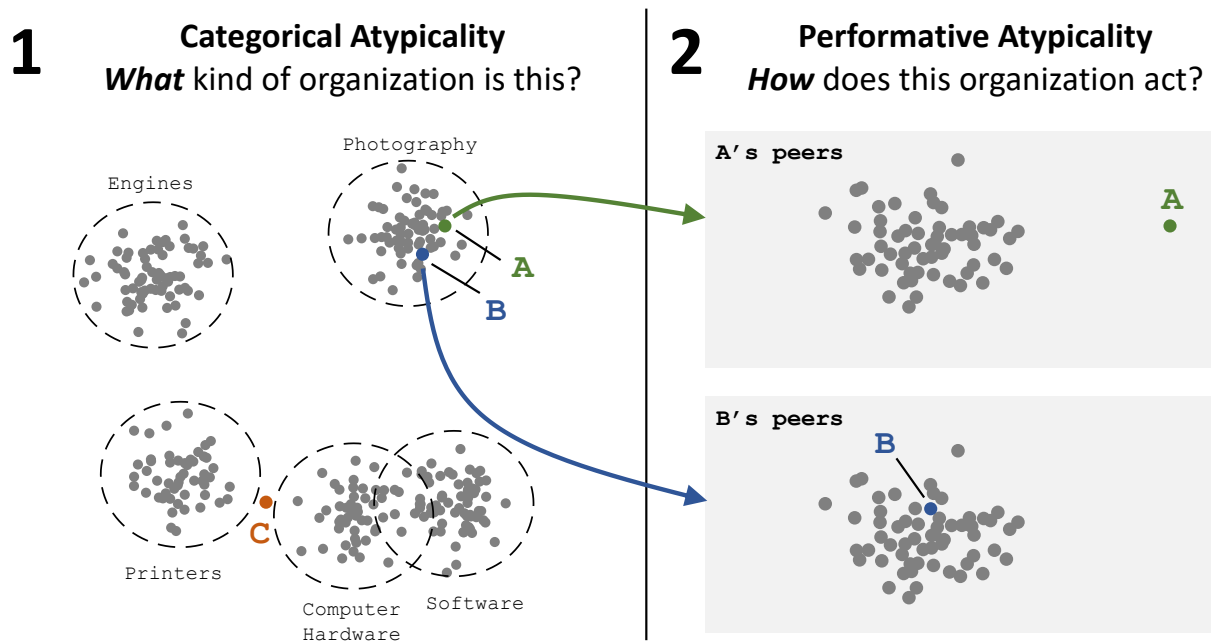 1
Categorical Atypicality
What kind of organization is this?
Photography
Engines
A
B
C
Printers
Computer
Hardware
Software
2
Performative Atypicality
How does this organization act?
A’s peers
A
B’s peers
B